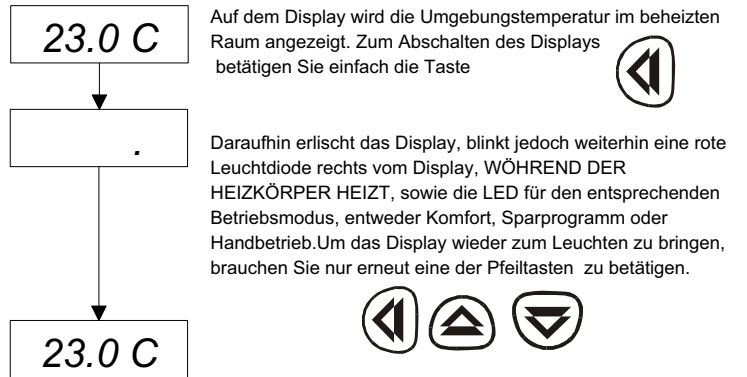 23.0 C
Auf dem Display wird die Umgebungstemperatur im beheizten
Raum angezeigt. Zum Abschalten des Displays
betätigen Sie einfach die Taste
.
Daraufhin erlischt das Display, blinkt jedoch weiterhin eine rote
Leuchtdiode rechts vom Display, WÖHREND DER
HEIZKÖRPER HEIZT, sowie die LED für den entsprechenden
Betriebsmodus, entweder Komfort, Sparprogramm oder
Handbetrieb.Um das Display wieder zum Leuchten zu bringen,
brauchen Sie nur erneut eine der Pfeiltasten zu betätigen.
23.0 C